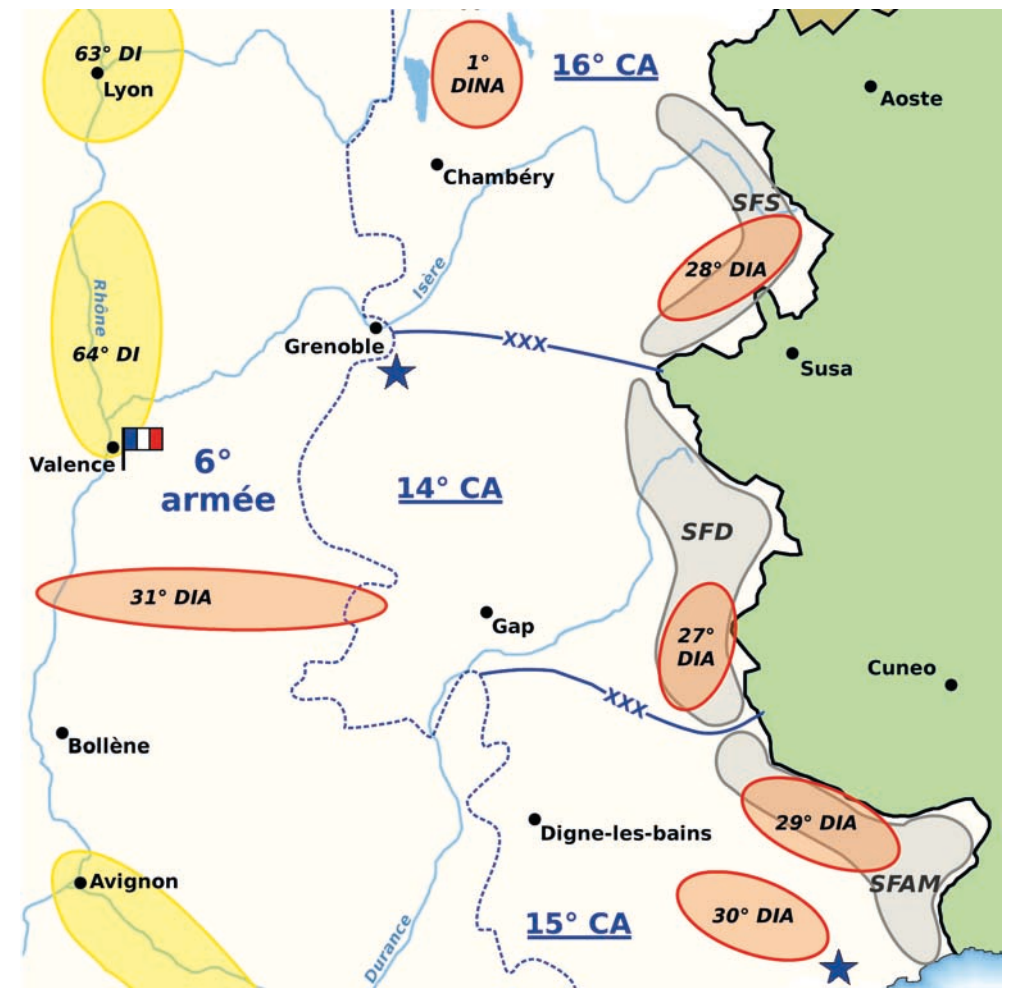 63° DI
Lyon
1°
DINA
16° CA
Aoste
Chambéry
SFS
28° DIA
Isère
Rhône
64° DI
Grenoble
XXX
Susa
Valence
6°
armée
14° CA
SFD
31° DIA
Gap
27°
DIA
Cuneo
XXX
Bollène
Digne-les-bains
29° DIA
Avignon
SFAM
30° DIA
15° CA
Durance